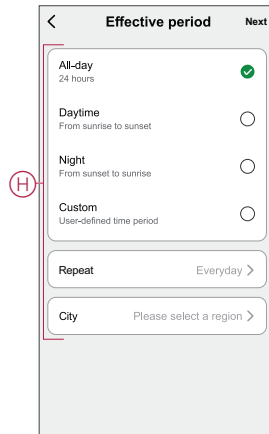 Effective period Next
All-day
24 hours
Daytime
From sunrise to sunset
Night
From sunset to sunrise
Custom
User-defined time period
H
Repeat Everyday
City Please select a region